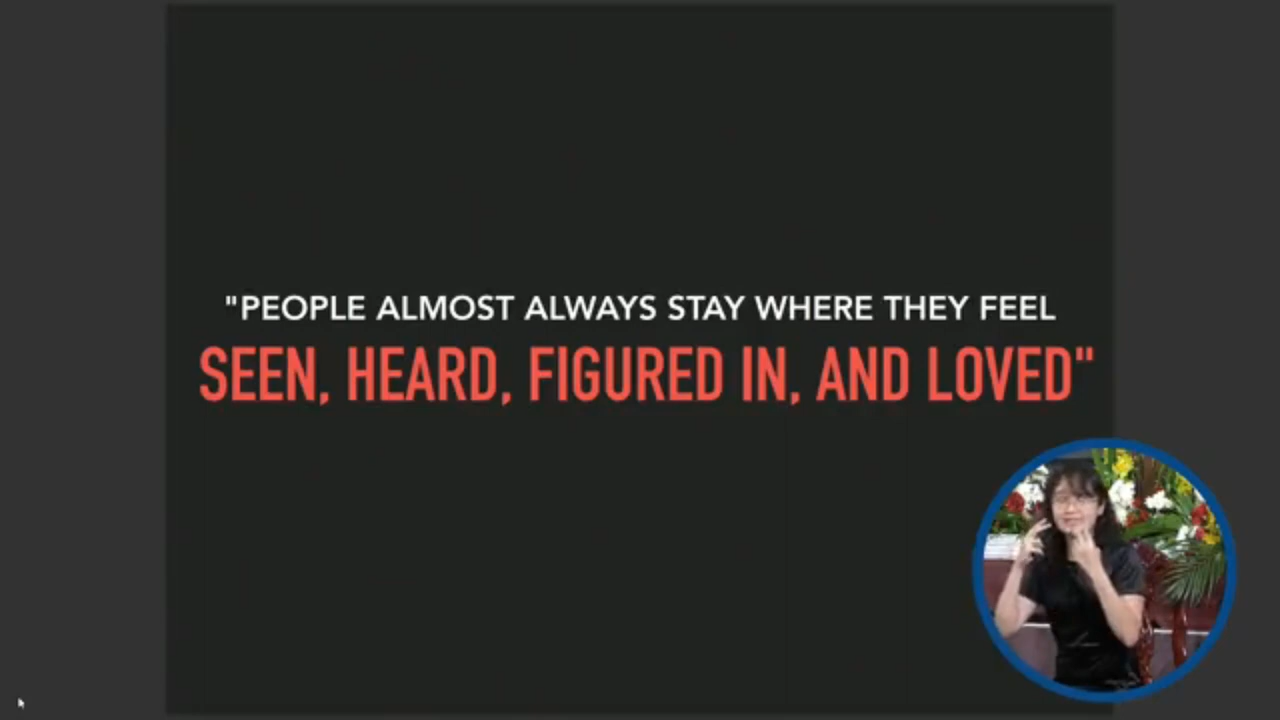 "PEOPLE ALMOST ALWAYS STAY WHERE THEY FEEL
SEEN, HEARD, FIGURED IN, AND LOVED"